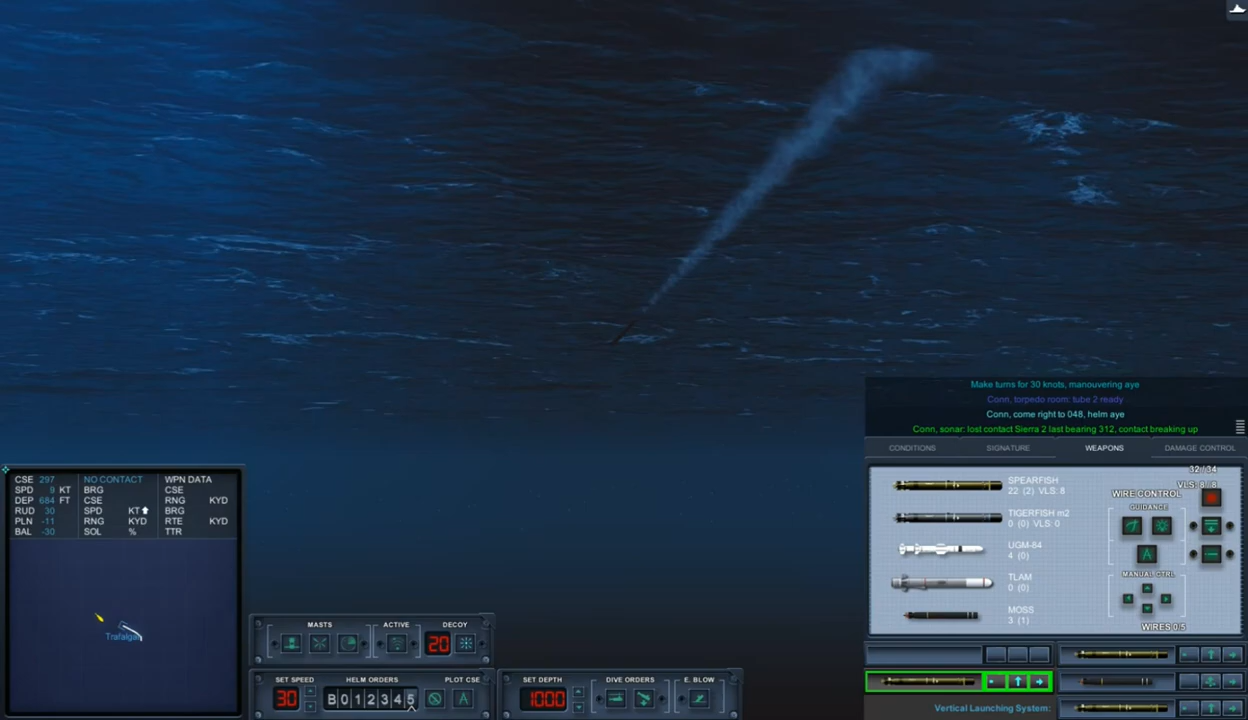 Make turns for 30 knots, manouvering aye
Conn, torpedo room: tube 2 ready
Conn, come right to 048, helm aye
Conn, sonar: lost contact Sierra 2 last bearing 312, contact breaking up
CONDITIONS SIGNATURE WEAPONS DAMAGE CONTROL
32/34
VLS: 8/8
SPEARFISH
22 (2) VLS: 8
TIGERFISH m2
0 (0) VLS: 0
UGM-84
4 (0)
TLAM
0 (0)
MOSS
3 (1)
WIRE CONTROL
GUIDANCE
MANUAL CTRL
WIRES 0/5
Vertical Launching System:
CSE 297 NO CONTACT WPN DATA
SPD 9 KT BRG CSE
DEP 684 FT CSE RNG KYD
RUD 30 SPD KT BRG
PLN -11 RNG KYD RTE KYD
BAL -30 SOL % TTR
Trafalgar
MASTS ACTIVE DECOY
20
SET SPEED HELM ORDERS PLOT CSE
30 B 0 1 2 3 4 5
SET DEPTH DIVE ORDERS E. BLOW
1000